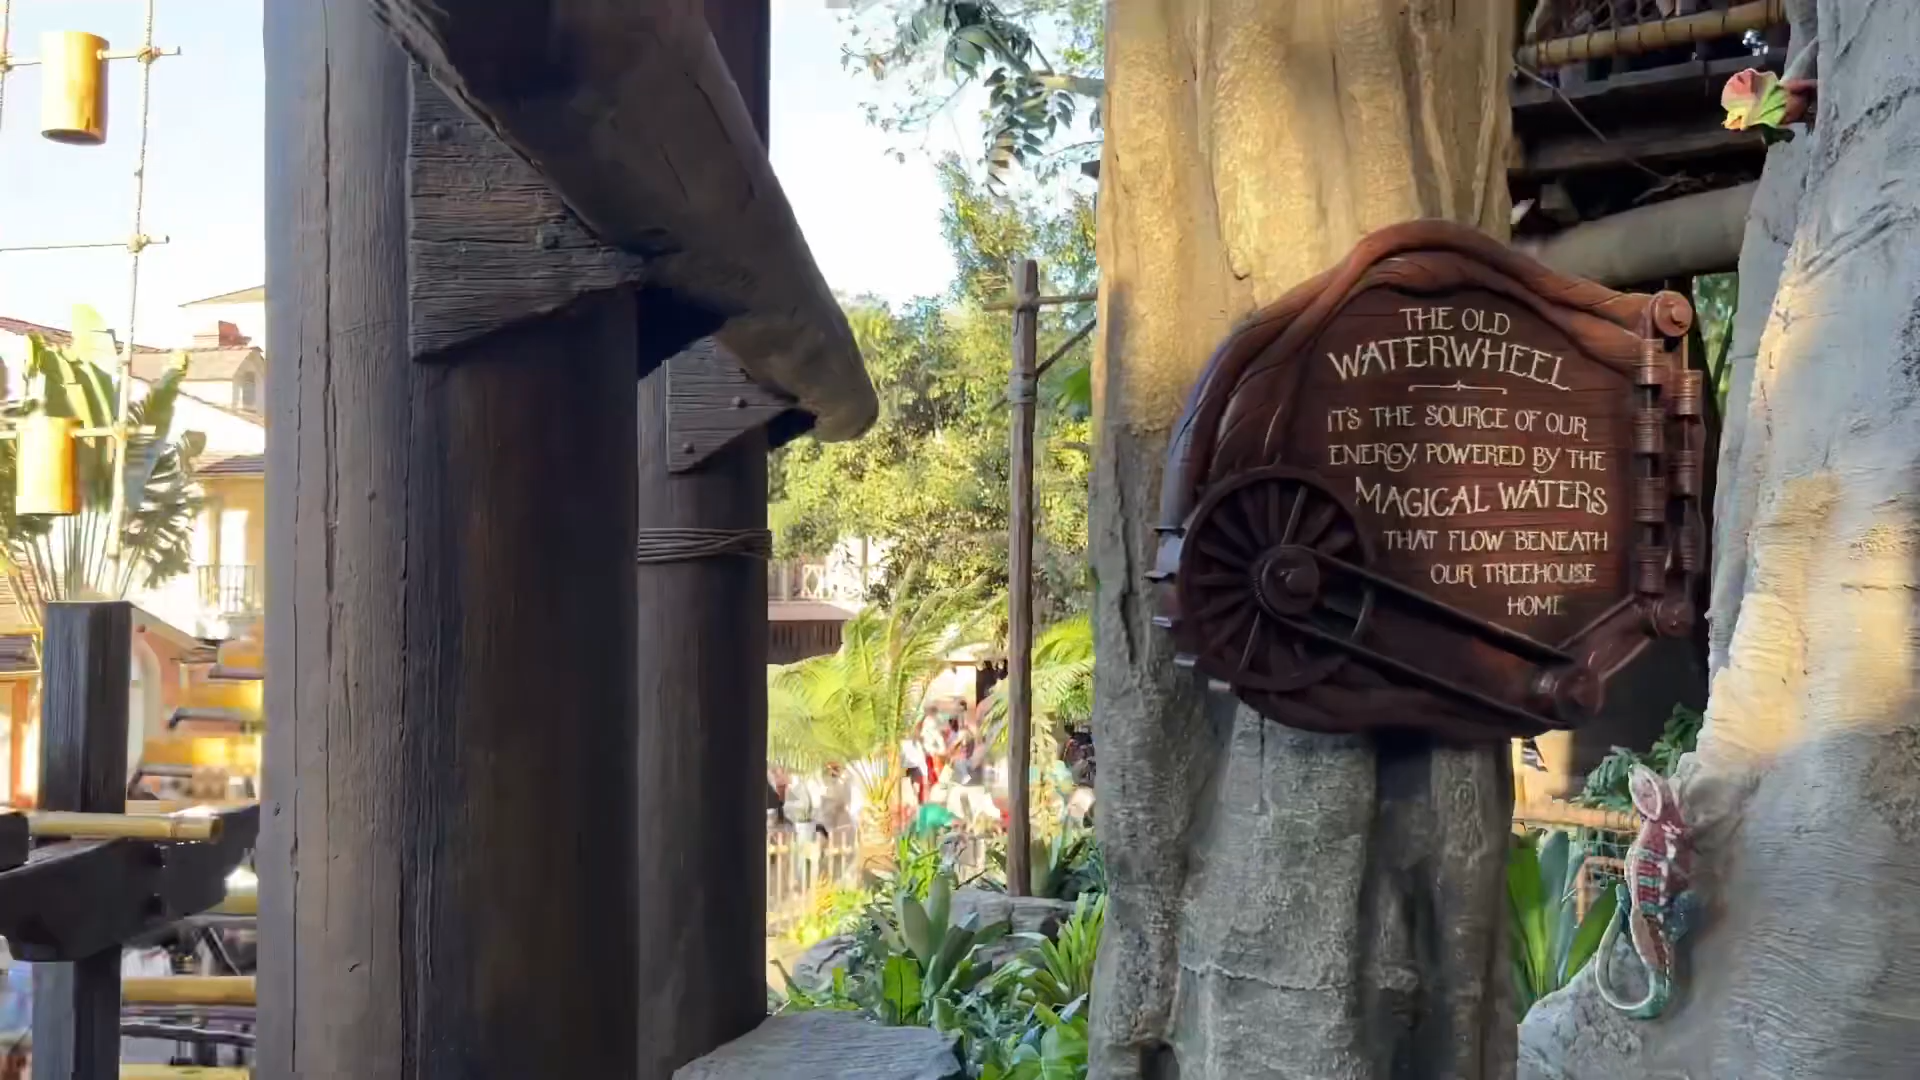 THE OLD
WATERWHEEL
IT'S THE SOURCE OF OUR
ENERGY, POWERED BY THE
MAGICAL WATERS
THAT FLOW BENEATH
OUR TREEHOUSE
HOME